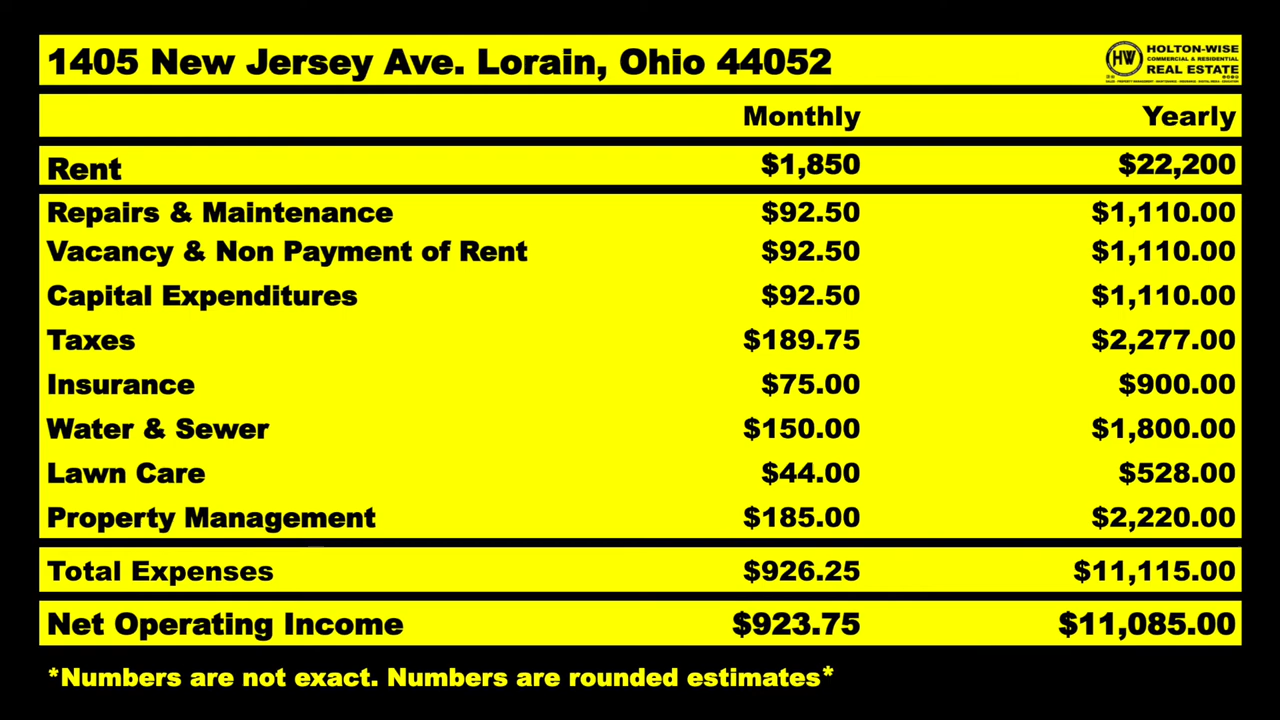 1405 New Jersey Ave. Lorain, Ohio 44052
HW
HOLTON-WISE
COMMERCIAL & RESIDENTIAL
REAL ESTATE
Monthly Yearly
Rent $1,850 $22,200
Repairs & Maintenance $92.50 $1,110.00
Vacancy & Non Payment of Rent $92.50 $1,110.00
Capital Expenditures $92.50 $1,110.00
Taxes $189.75 $2,277.00
Insurance $75.00 $900.00
Water & Sewer $150.00 $1,800.00
Lawn Care $44.00 $528.00
Property Management $185.00 $2,220.00
Total Expenses $926.25 $11,115.00
Net Operating Income $923.75 $11,085.00
*Numbers are not exact. Numbers are rounded estimates*